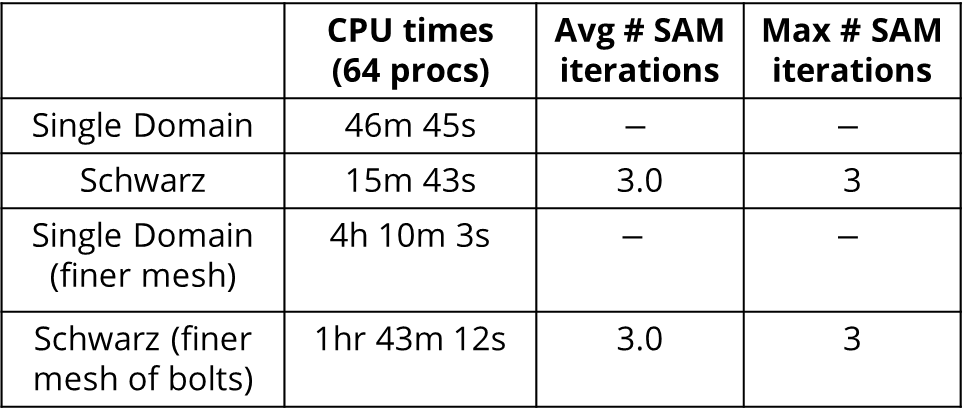 CPU times Avg # SAM Max # SAM
(64 procs) iterations iterations
Single Domain 46m 45s – –
Schwarz 15m 43s 3.0 3
Single Domain 4h 10m 3s – –
(finer mesh)
Schwarz (finer 1hr 43m 12s 3.0 3
mesh of bolts)